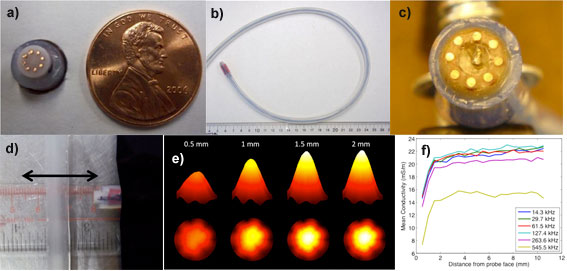 a)
IN GOD WE TRUST
LIBERTY
b)
c)
d)
e)
0.5 mm
1 mm
1.5 mm
2 mm
f)
Mean Conductivity (mS/m)
24
22
20
18
16
14
12
10
8
6
0
2
4
6
8
10
12
Distance from probe face (mm)
14.3 kHz
29.7 kHz
61.5 kHz
127.4 kHz
263.6 kHz
545.5 kHz